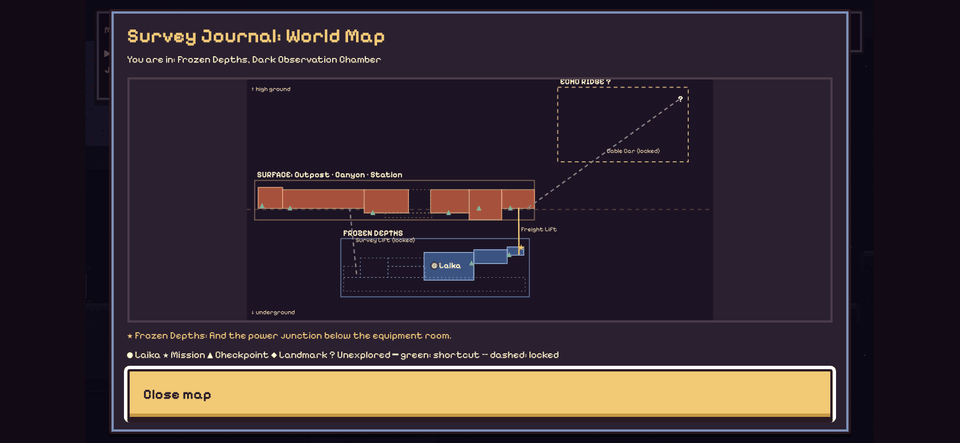 Survey Journal: World Map
You are in: Frozen Depths, Dark Observation Chamber
↑ high ground
ECHO RIDGE ?
?
Cable Car (locked)
SURFACE: Outpost · Canyon · Station
Freight Lift
FROZEN DEPTHS
Survey Lift (locked)
Laika
↓ underground
★ Frozen Depths: And the power junction below the equipment room.
● Laika ★ Mission ▲ Checkpoint ◆ Landmark ? Unexplored — green: shortcut -- dashed: locked
Close map